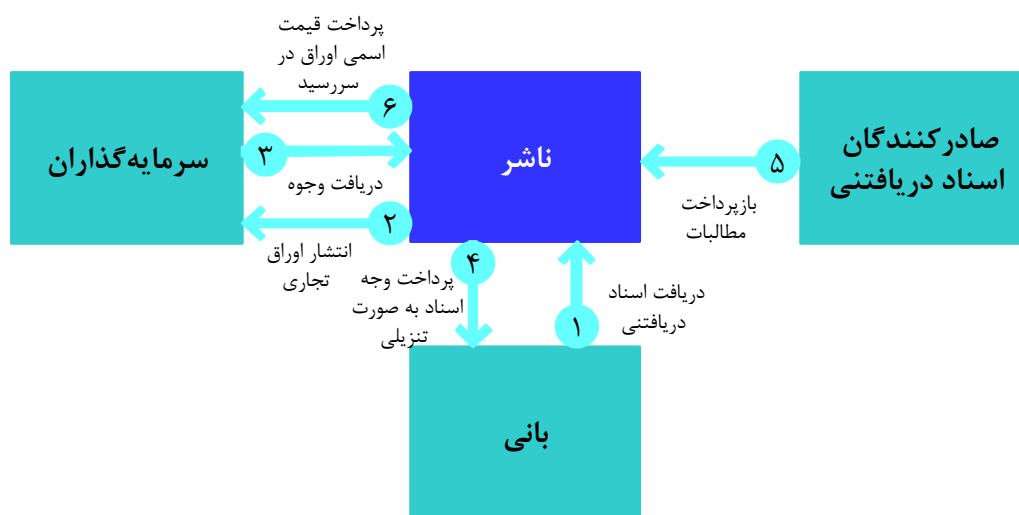 پرداخت قیمت
اسمی اوراق در
سررسید
۶
سرمایه‌گذاران
۳
دریافت وجوه
۲
انتشار اوراق
تجاری
ناشر
صادرکنندگان
اسناد دریافتنی
۵
بازپرداخت
مطالبات
۴
پرداخت وجه
اسناد به صورت
تنزیلی
دریافت اسناد
دریافتنی
۱
بانی